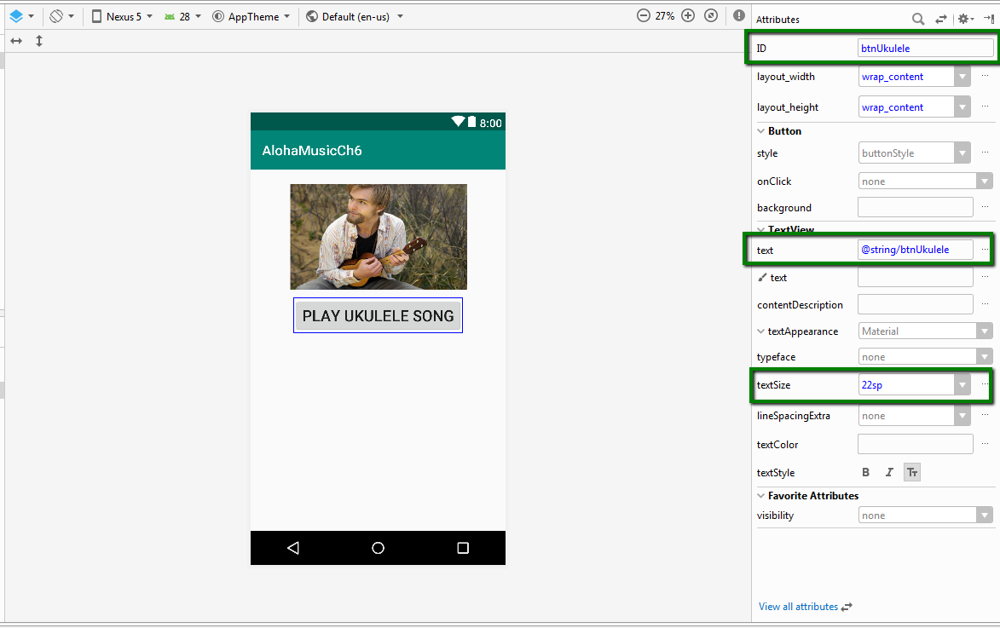 Nexus 5 28 AppTheme Default (en-us) 27%
Attributes
ID btnUkulele
layout_width wrap_content
layout_height wrap_content
Button
style buttonStyle
onClick none
background
TextView
text @string/btnUkulele
text
contentDescription
textAppearance Material
typeface none
textSize 22sp
lineSpacingExtra none
textColor
textStyle B I Tт
Favorite Attributes
visibility none
View all attributes
8:00
AlohaMusicCh6
PLAY UKULELE SONG